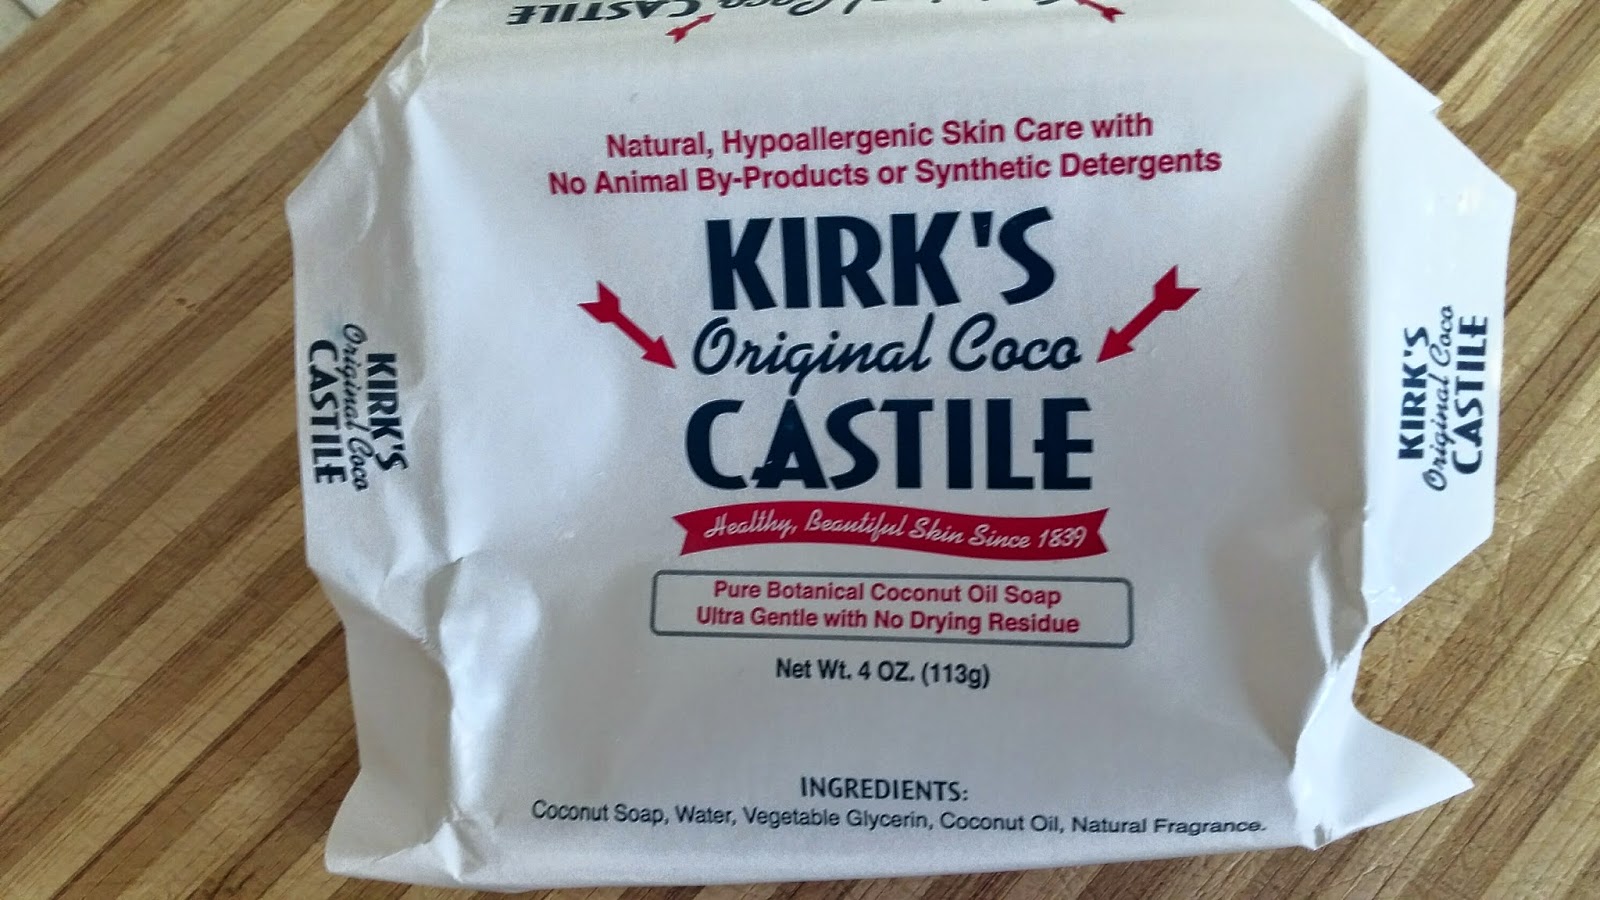 Coco CASTILE
Natural, Hypoallergenic Skin Care with
No Animal By-Products or Synthetic Detergents
KIRK'S
Original Coco
CASTILE
Healthy, Beautiful Skin Since 1839
Pure Botanical Coconut Oil Soap
Ultra Gentle with No Drying Residue
Net Wt. 4 OZ. (113g)
INGREDIENTS:
Coconut Soap, Water, Vegetable Glycerin, Coconut Oil, Natural Fragrance.
KIRK'S
Original Coco
CASTILE
KIRK'S
Original Coco
CASTILE